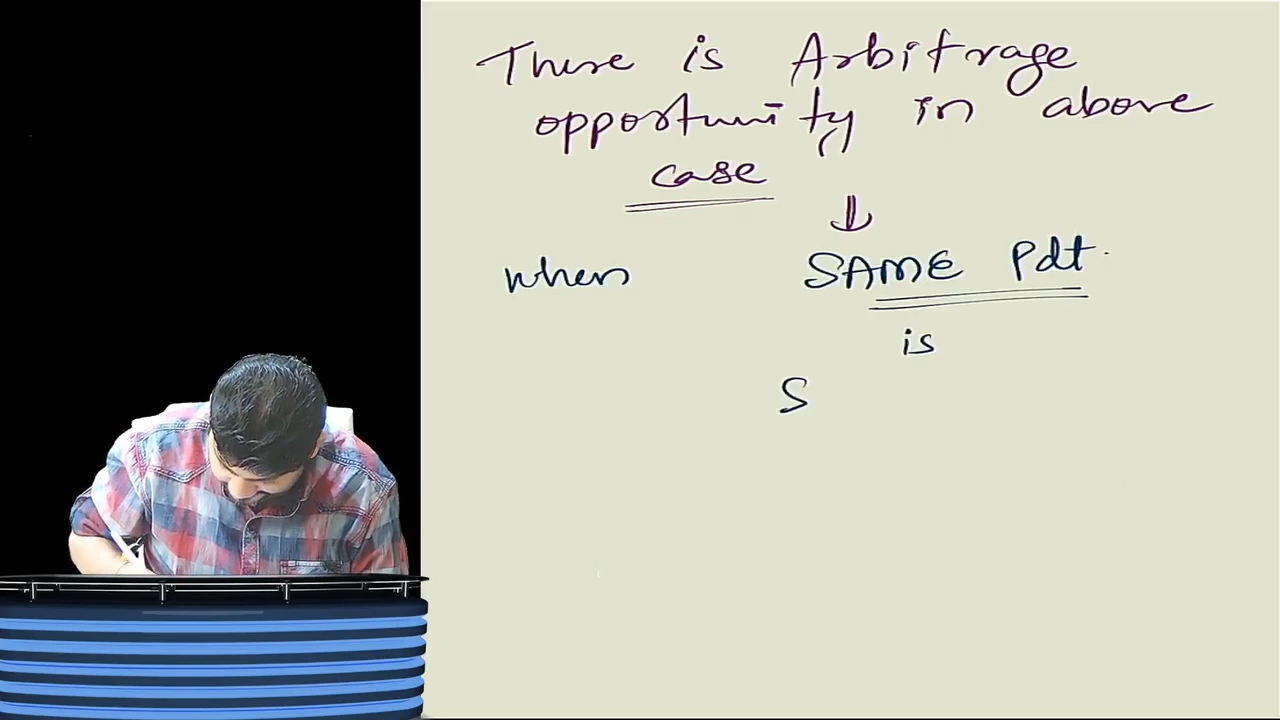 There is Arbitrage
opportunity in above
case
↓
when SAME Pdt.
is
S